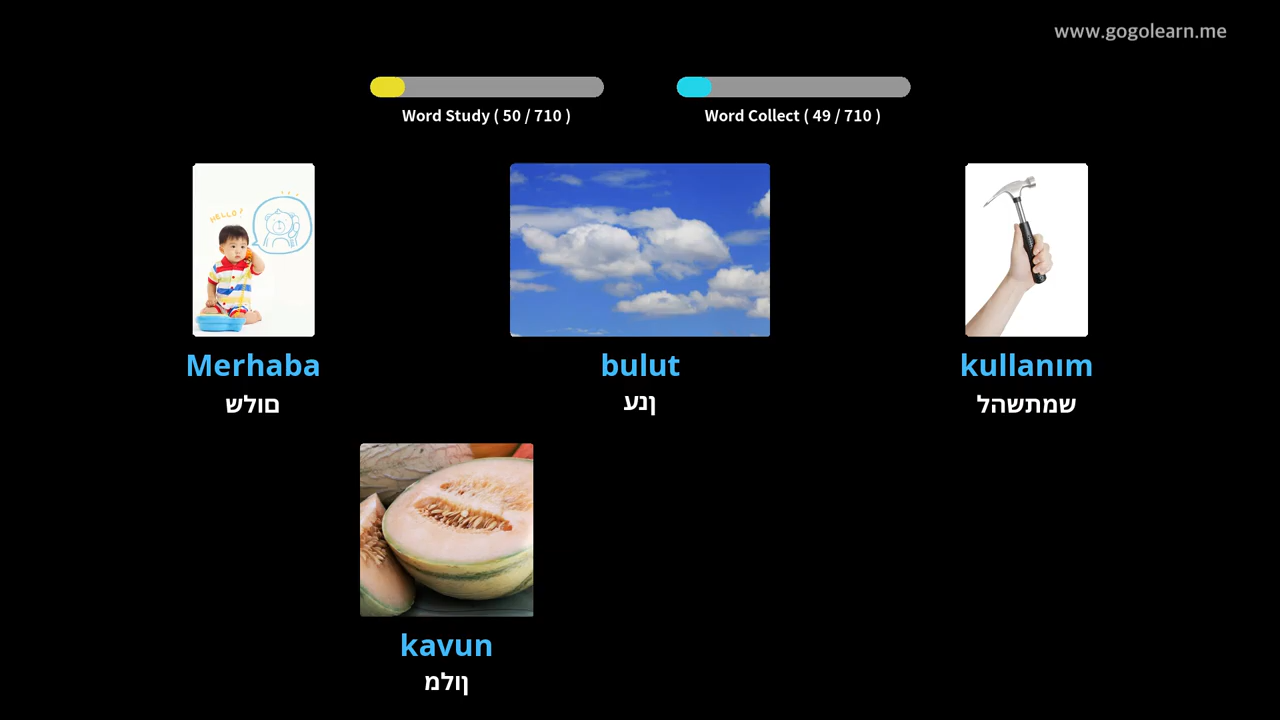 www.gogolearn.me
Word Study ( 50 / 710 )
Word Collect ( 49 / 710 )
Merhaba
שלום
bulut
ענן
kullanım
להשתמש
HELLO!
kavun
מלון